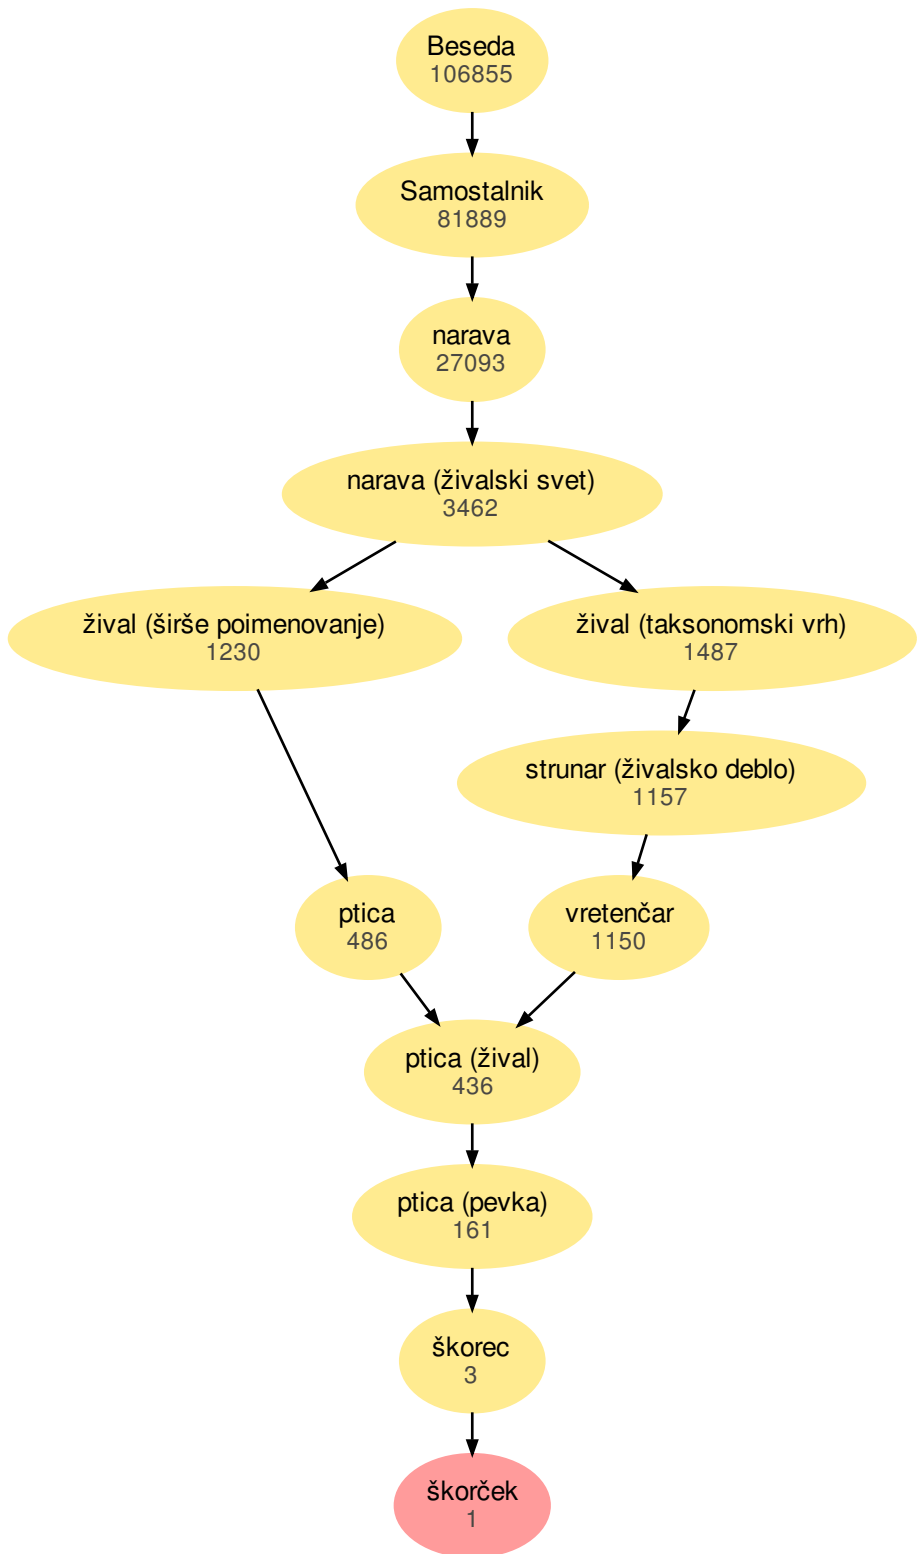 Beseda
106855
Samostalnik
81889
narava
27093
narava (živalski svet)
3462
žival (širše poimenovanje)
1230
žival (taksonomski vrh)
1487
strunar (živalsko deblo)
1157
ptica
486
vretenčar
1150
ptica (žival)
436
ptica (pevka)
161
škorec
3
škorček
1